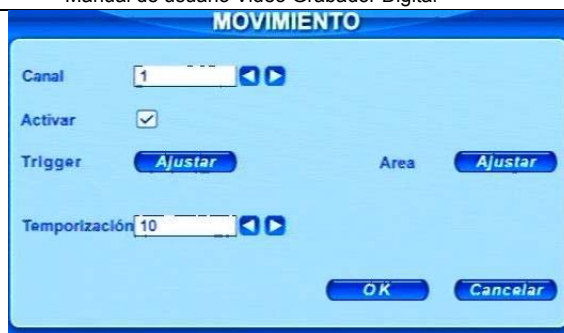 Manual de usuario Video Grabador Digital
MOVIMIENTO
Canal 1
Activar
Trigger Ajustar Area Ajustar
Temporización 10
OK Cancelar